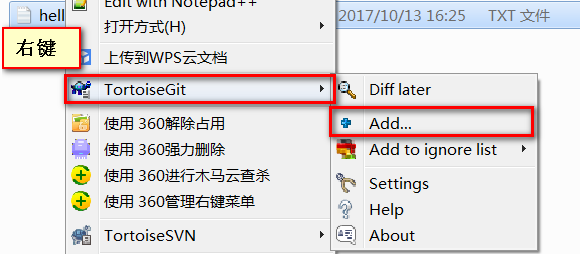 hell
2017/10/13 16:25
TXT 文件
Edit with Notepad++
右键
打开方式(H)
上传到WPS云文档
TortoiseGit
Diff later
Add...
使用 360解除占用
使用 360强力删除
Add to ignore list
使用 360进行木马云查杀
Settings
使用 360管理右键菜单
Help
TortoiseSVN
About